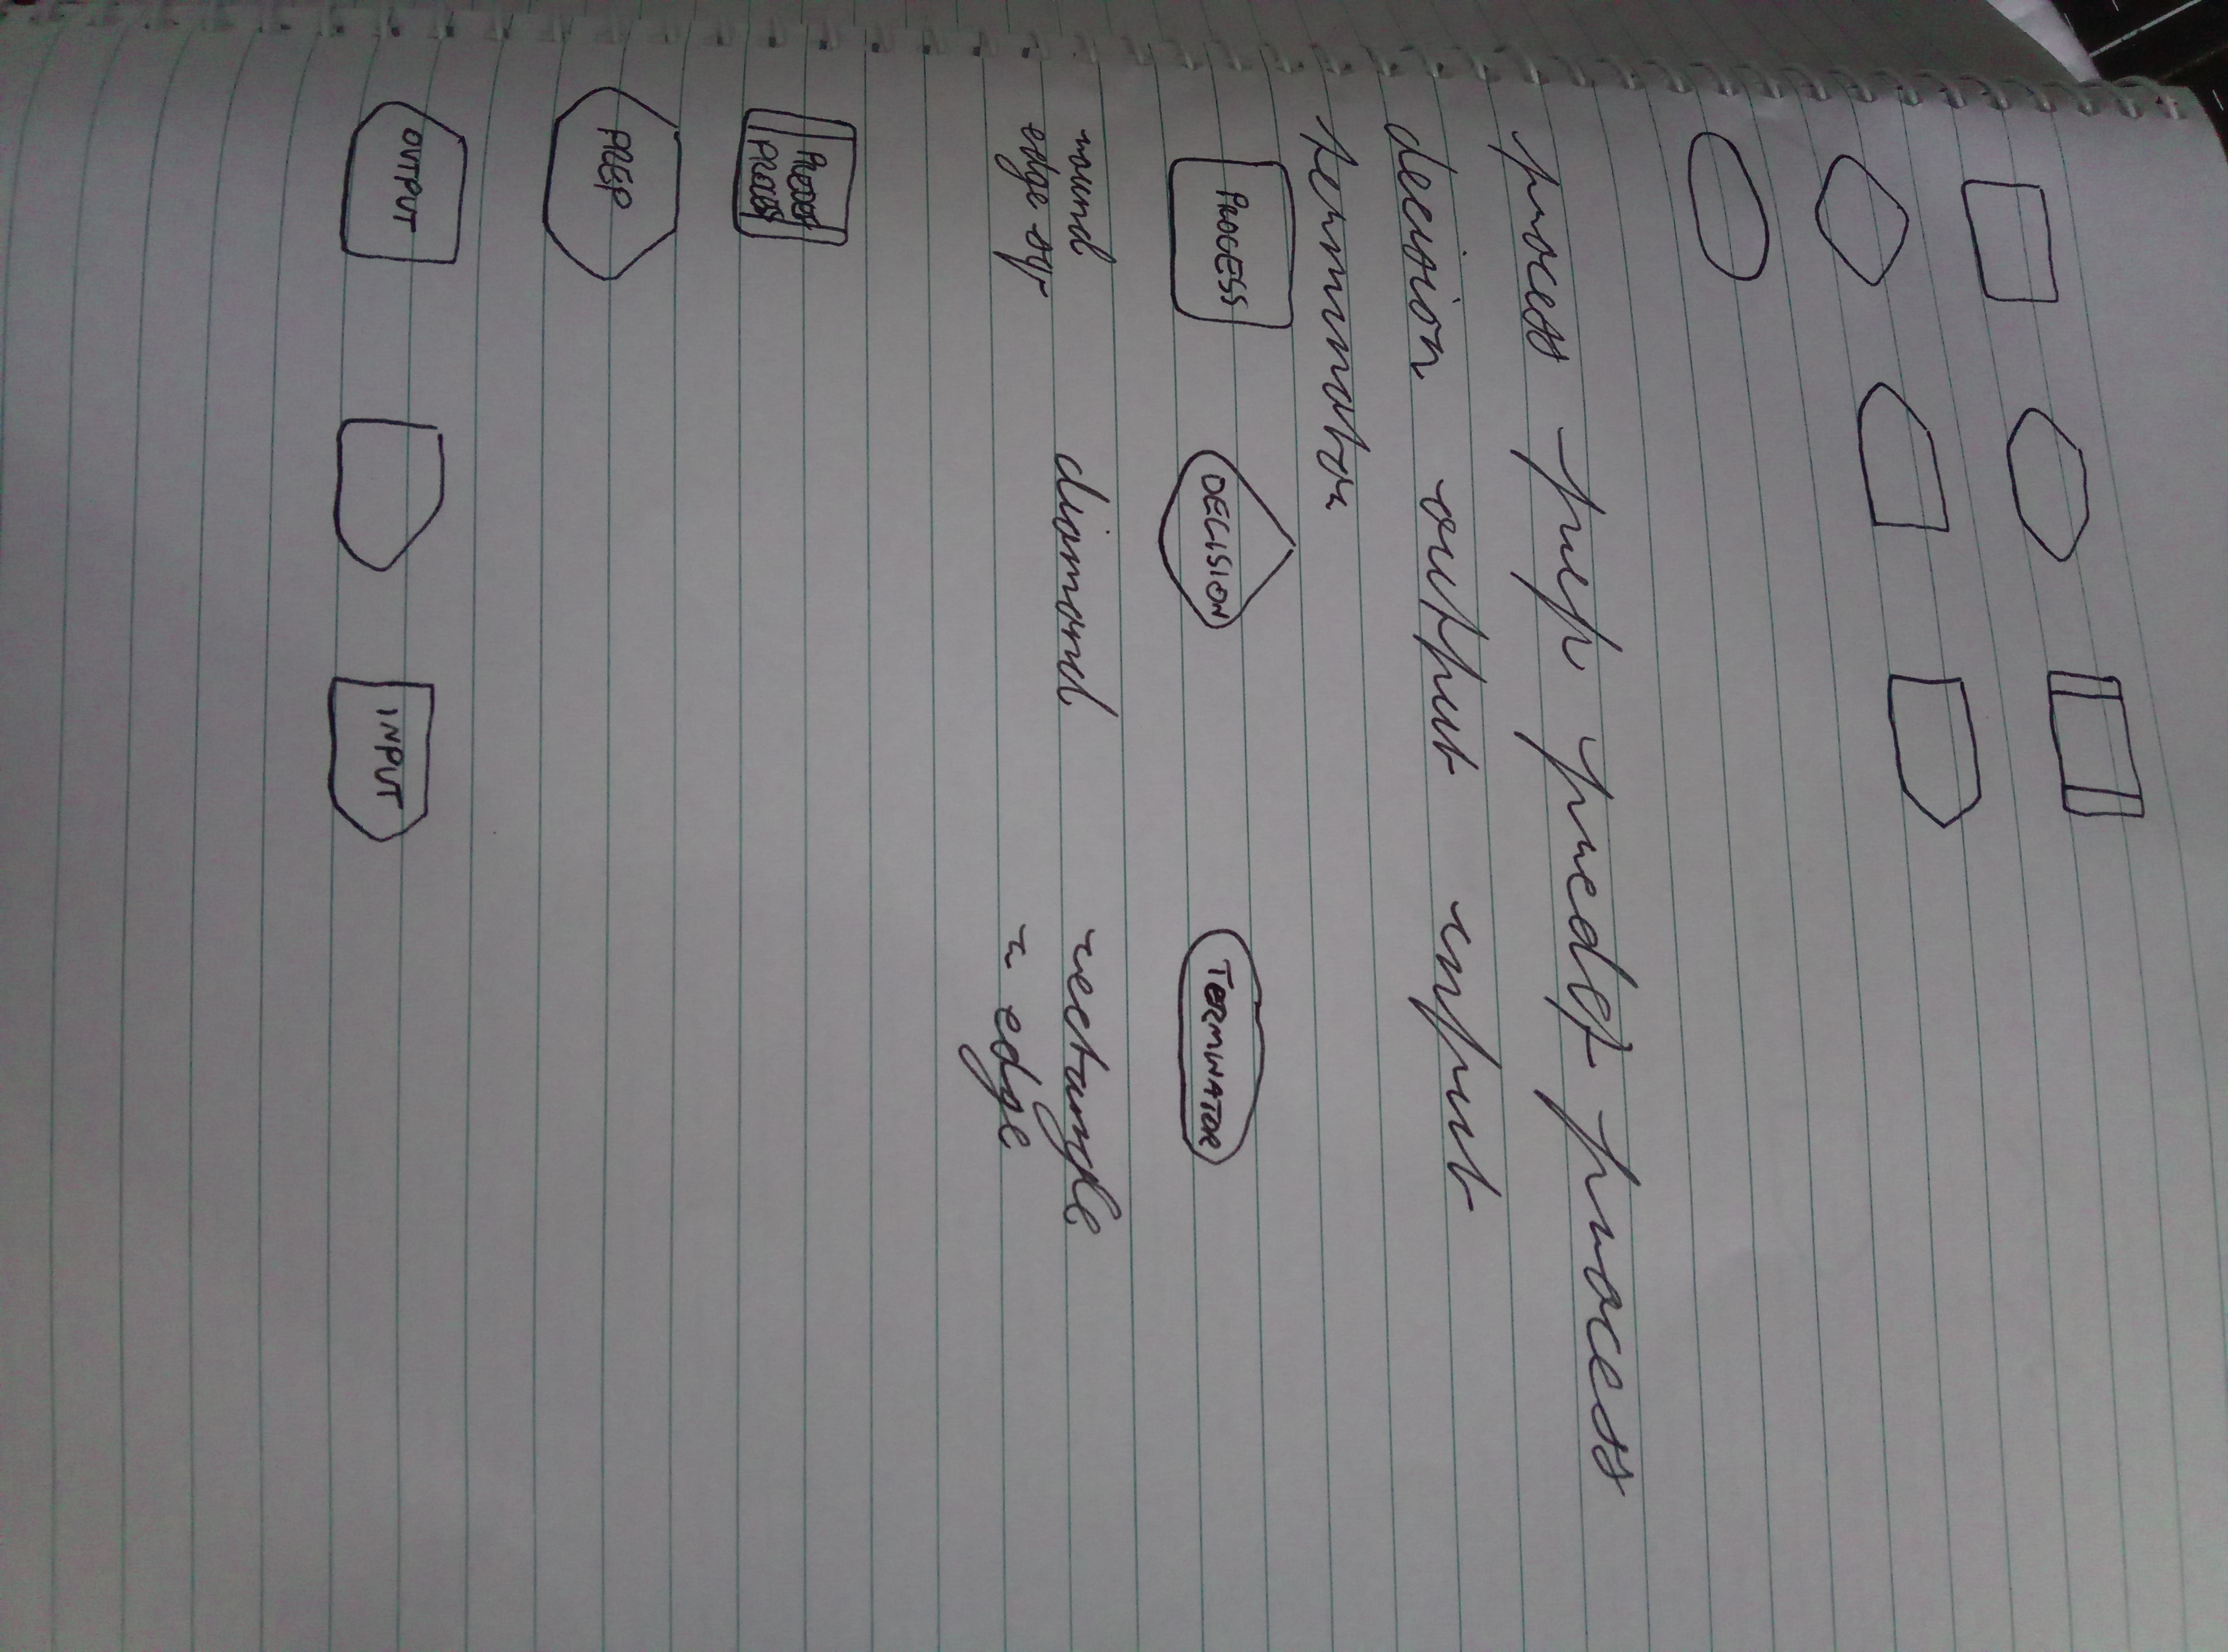 process prep predef process
decision output input
terminator
PROCESS DECISION TERMINATOR
round diamond rectangle
edge sqr r edge
PREDEF
PROCESS
PREP
OUTPUT INPUT